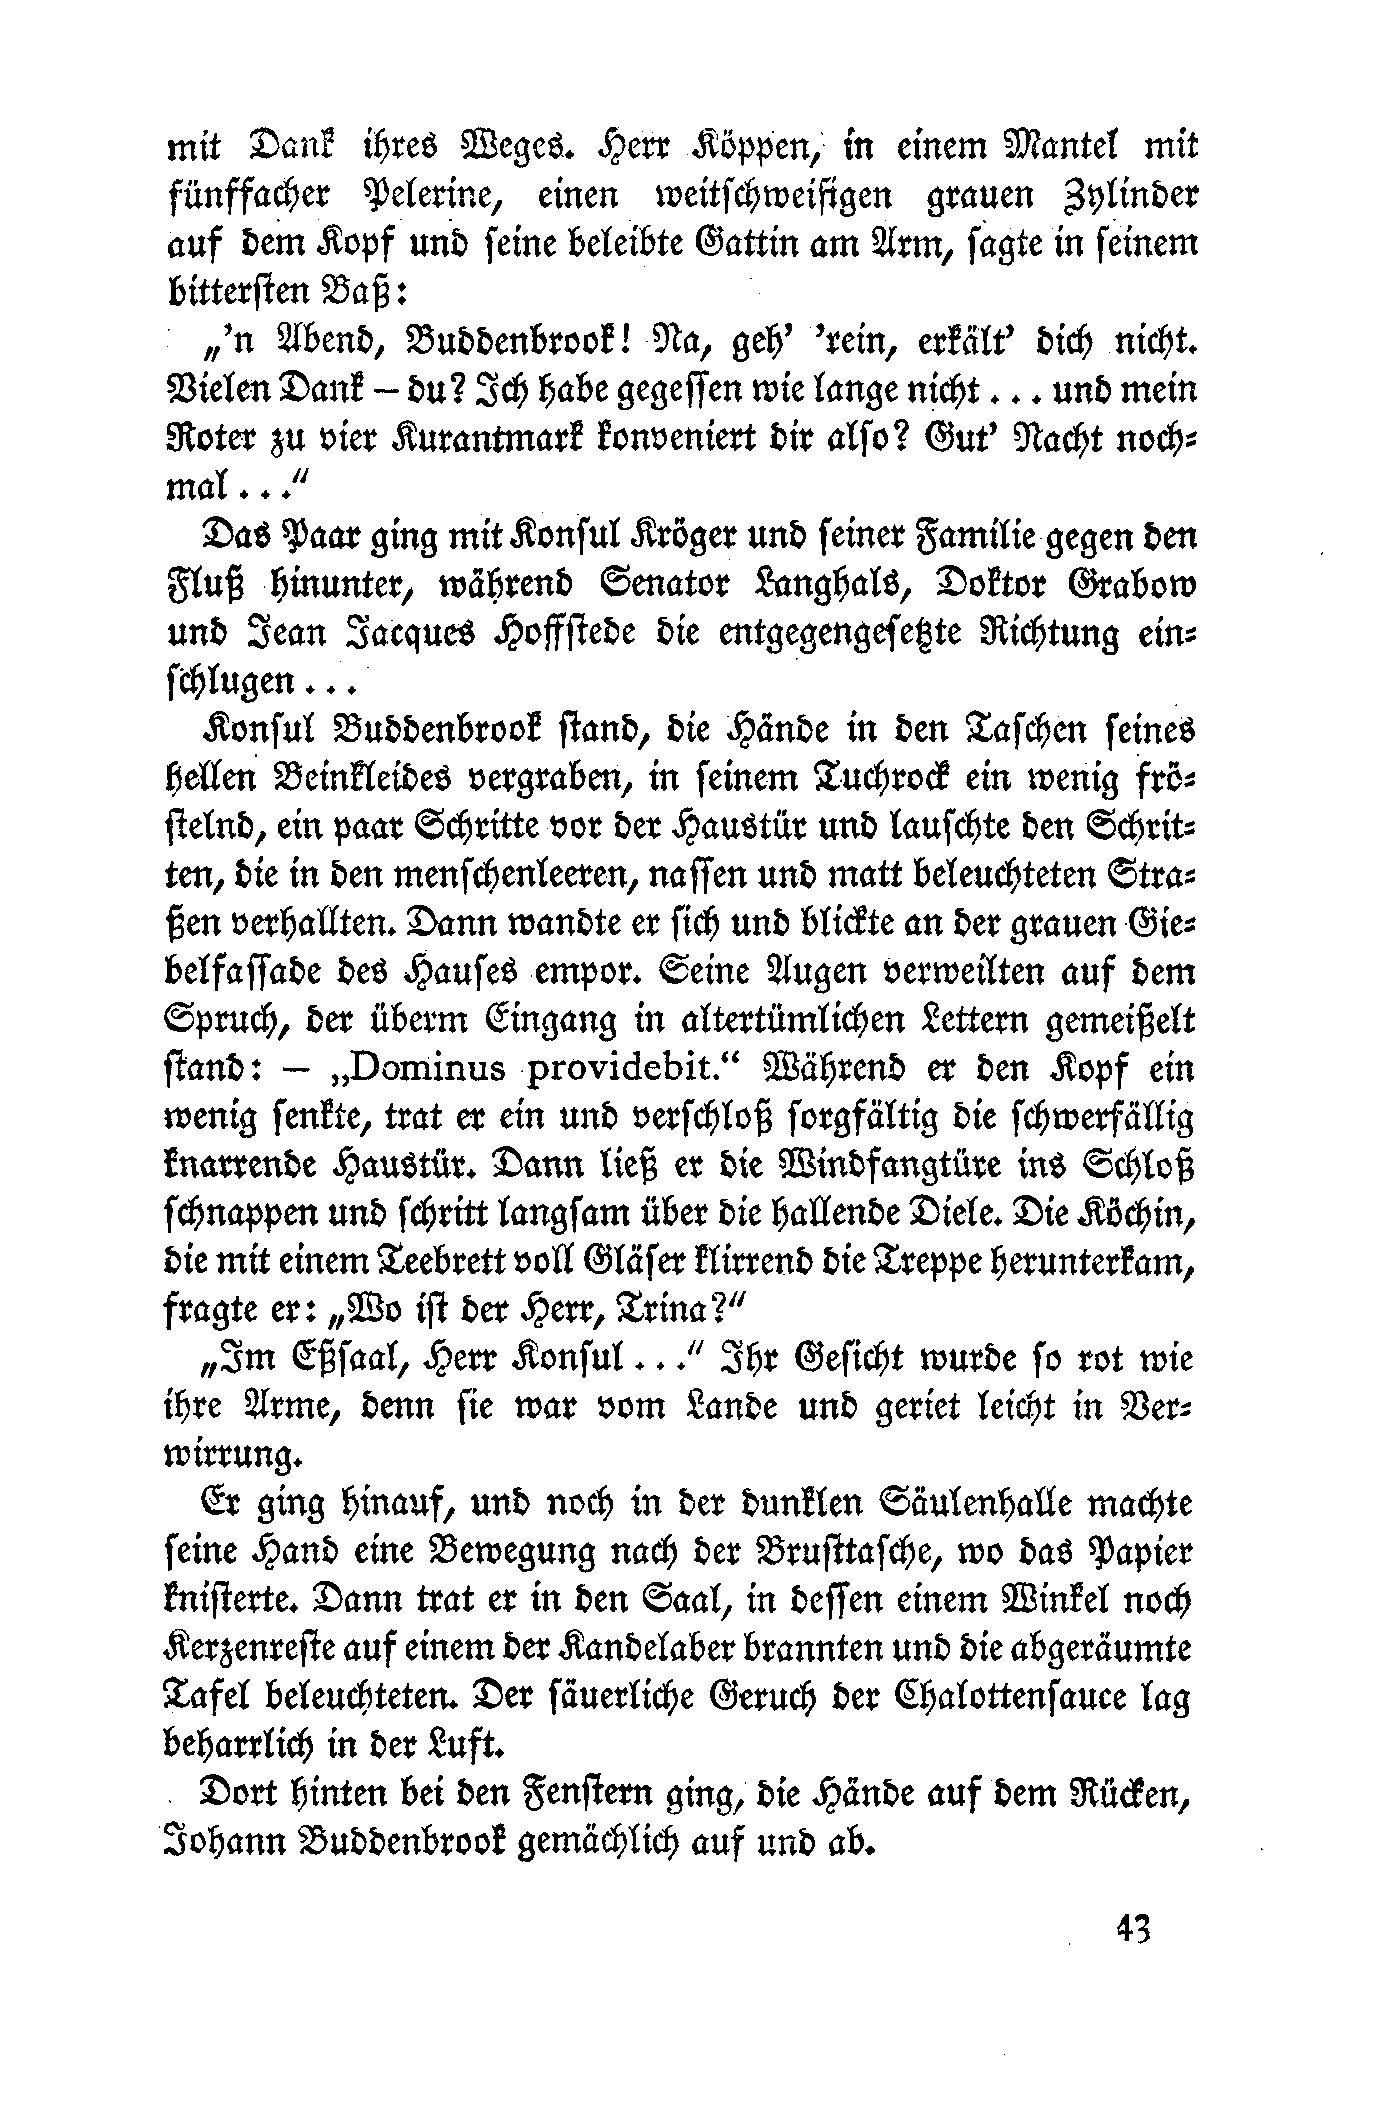 mit Dank ihres Weges. Herr Köppen, in einem Mantel mit
fünffacher Pelerine, einen weitschweifigen grauen Zylinder
auf dem Kopf und seine beleibte Gattin am Arm, sagte in seinem
bittersten Baß:
„'n Abend, Buddenbrook! Na, geh' 'rein, erkält' dich nicht.
Vielen Dank – du? Ich habe gegessen wie lange nicht . . . und mein
Roter zu vier Kurantmark konveniert dir also? Gut' Nacht noch-
mal . . .“
Das Paar ging mit Konsul Kröger und seiner Familie gegen den
Fluß hinunter, während Senator Langhals, Doktor Grabow
und Jean Jacques Hoffstede die entgegengesetzte Richtung ein-
schlugen . . .
Konsul Buddenbrook stand, die Hände in den Taschen seines
hellen Beinkleides vergraben, in seinem Tuchrock ein wenig frö-
stelnd, ein paar Schritte vor der Haustür und lauschte den Schrit-
ten, die in den menschenleeren, nassen und matt beleuchteten Stra-
ßen verhallten. Dann wandte er sich und blickte an der grauen Gie-
belfassade des Hauses empor. Seine Augen verweilten auf dem
Spruch, der überm Eingang in altertümlichen Lettern gemeißelt
stand: – „Dominus providebit.“ Während er den Kopf ein
wenig senkte, trat er ein und verschloß sorgfältig die schwerfällig
knarrende Haustür. Dann ließ er die Windfangtüre ins Schloß
schnappen und schritt langsam über die hallende Diele. Die Köchin,
die mit einem Teebrett voll Gläser klirrend die Treppe herunterkam,
fragte er: „Wo ist der Herr, Trina?“
„Im Eßsaal, Herr Konsul . . .“ Ihr Gesicht wurde so rot wie
ihre Arme, denn sie war vom Lande und geriet leicht in Ver-
wirrung.
Er ging hinauf, und noch in der dunklen Säulenhalle machte
seine Hand eine Bewegung nach der Brusttasche, wo das Papier
knisterte. Dann trat er in den Saal, in dessen einem Winkel noch
Kerzenreste auf einem der Kandelaber brannten und die abgeräumte
Tafel beleuchteten. Der säuerliche Geruch der Chalottensauce lag
beharrlich in der Luft.
Dort hinten bei den Fenstern ging, die Hände auf dem Rücken,
Johann Buddenbrook gemächlich auf und ab.
43